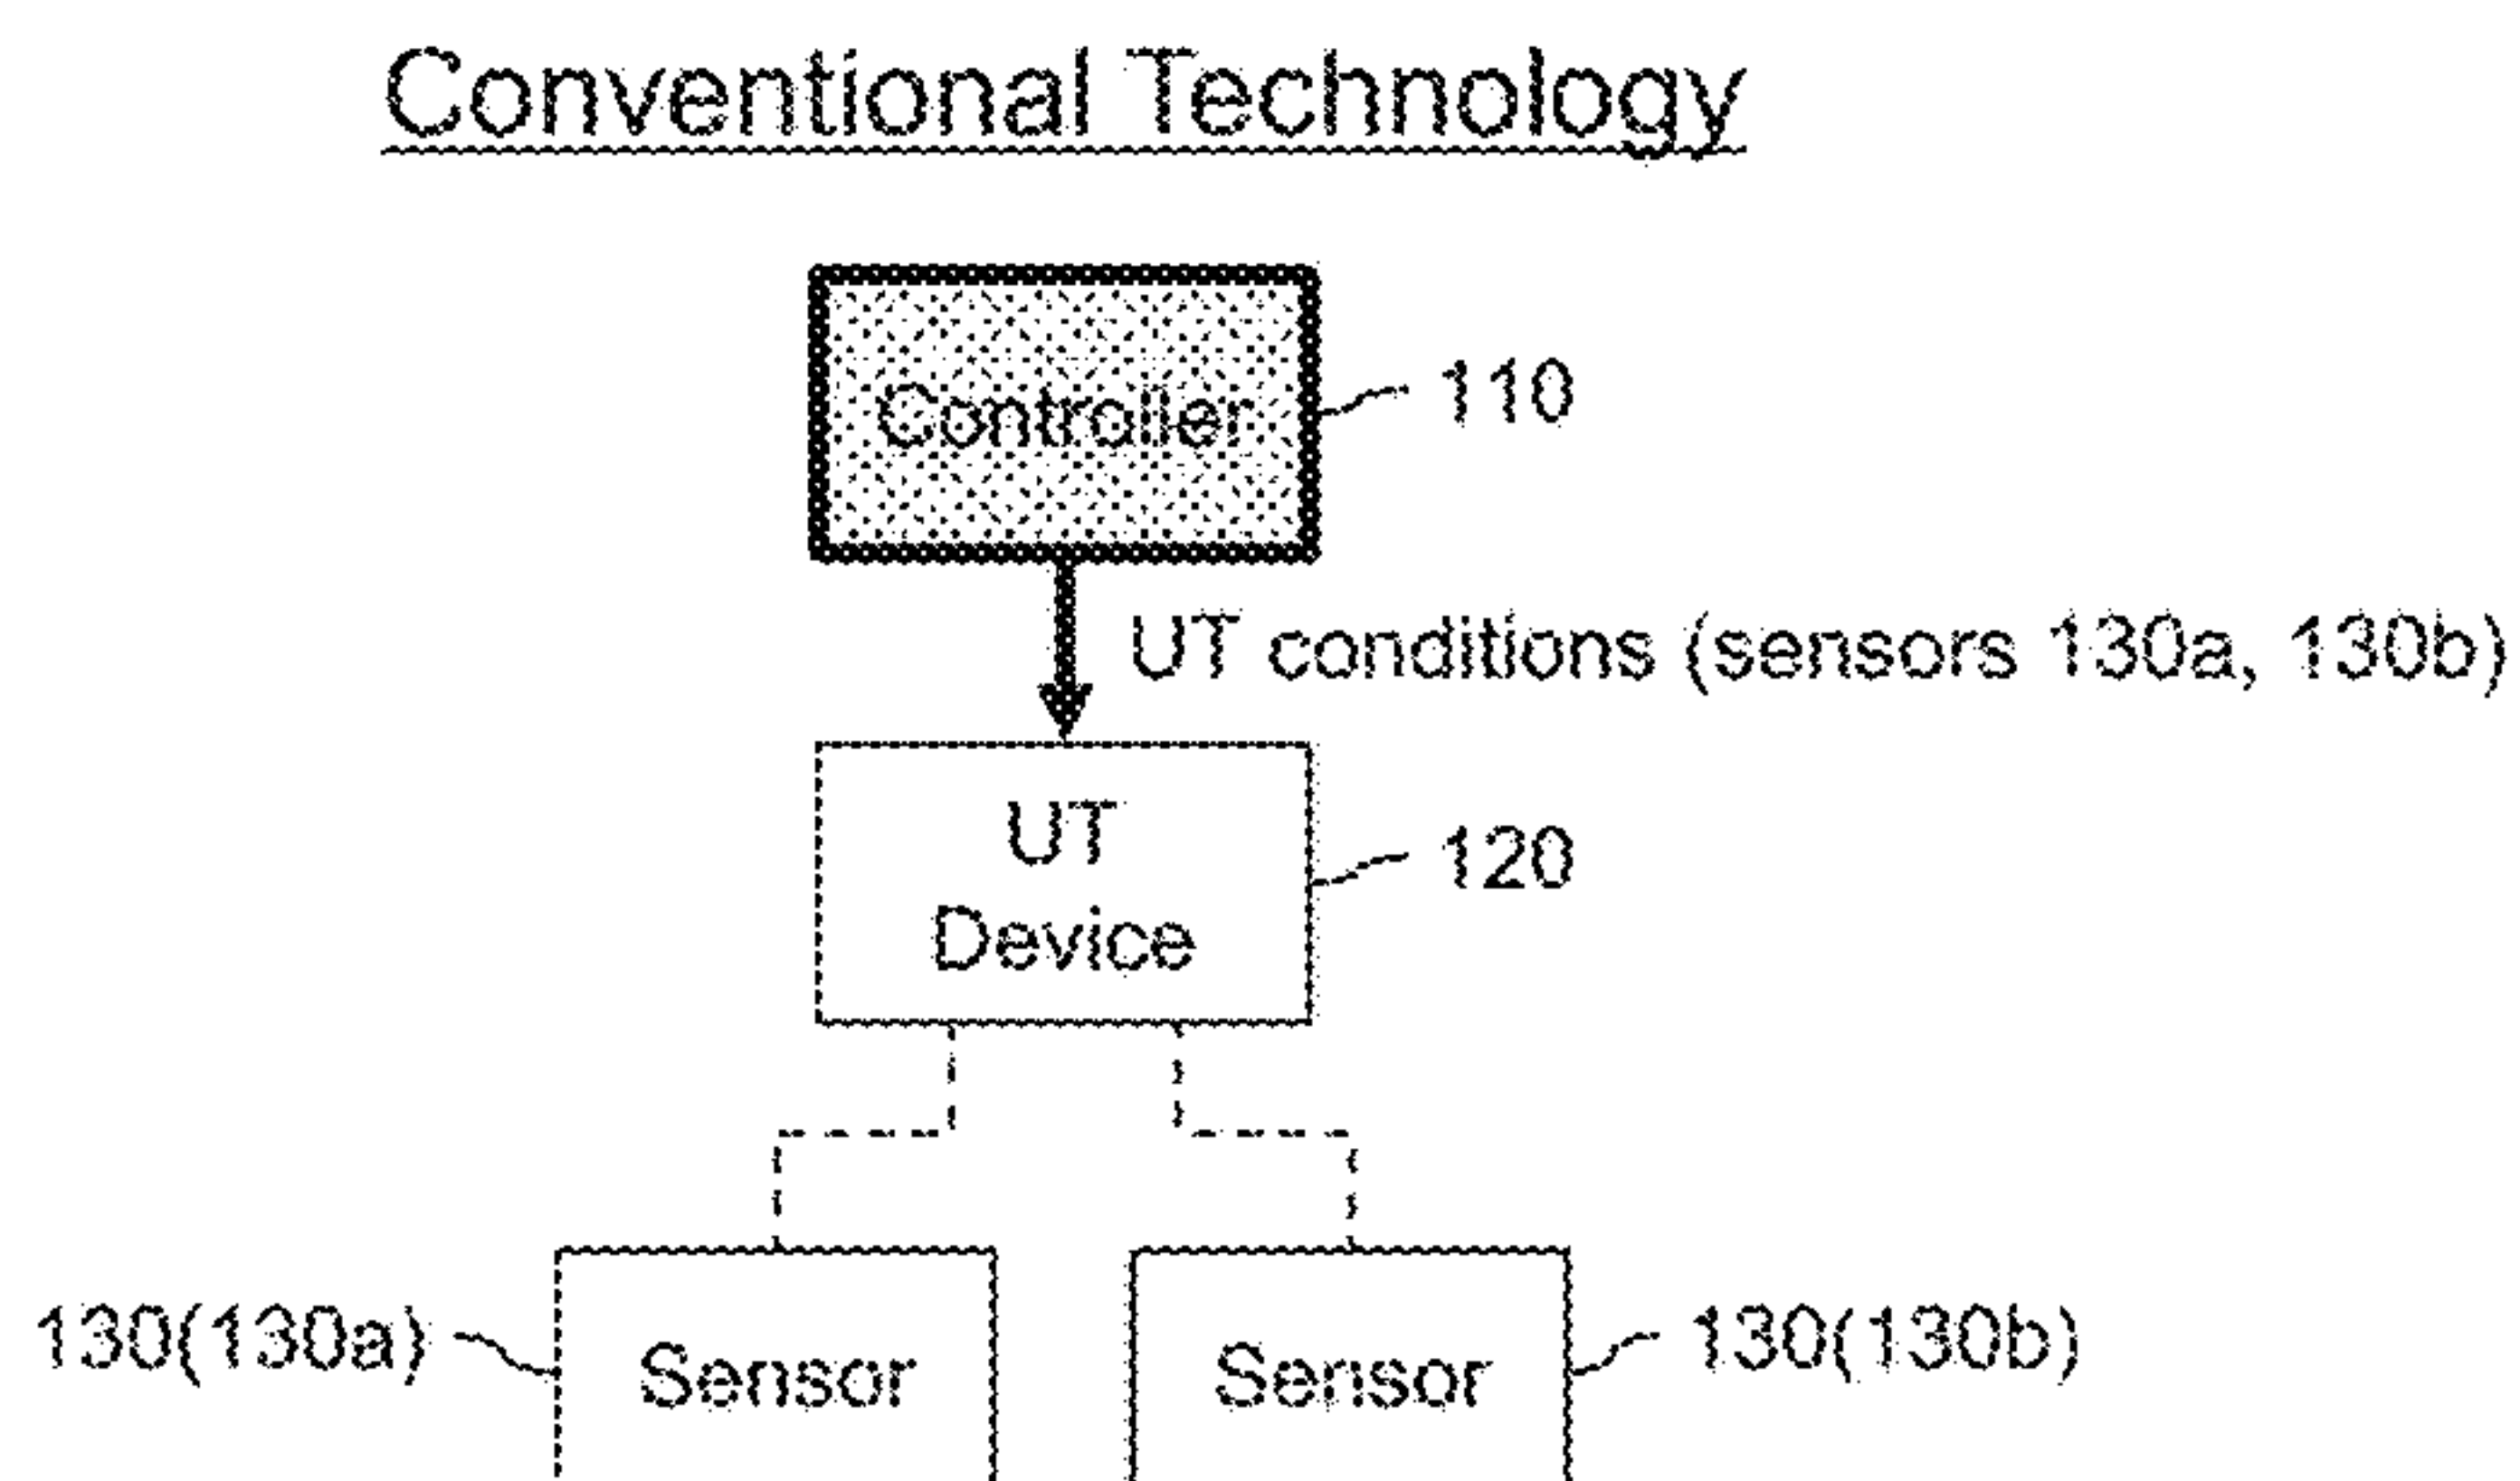 Conventional Technology
Controller
110
UT conditions (sensors 130a, 130b)
UT
Device
120
130(130a)
Sensor
Sensor
130(130b)